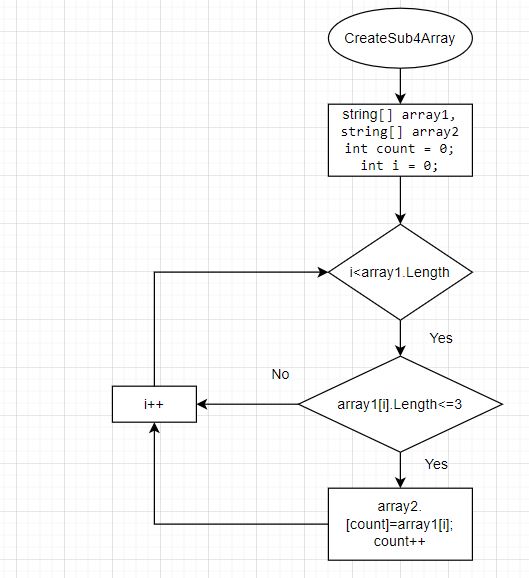 CreateSub4Array
string[] array1,
string[] array2
int count = 0;
int i = 0;
i<array1.Length
Yes
No
i++
array1[i].Length<=3
Yes
array2.
[count]=array1[i];
count++